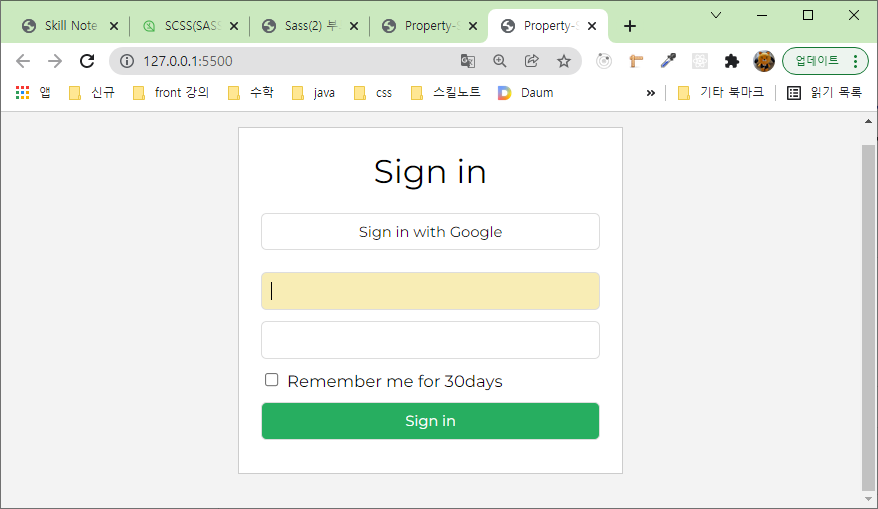 Skill Note
SCSS(SASS
Sass(2) 부
Property-S
Property-S
127.0.0.1:5500
업데이트
앱
신규
front 강의
수학
java
css
스킬노트
Daum
»
기타 북마크
읽기 목록
Sign in
Sign in with Google
Remember me for 30days
Sign in